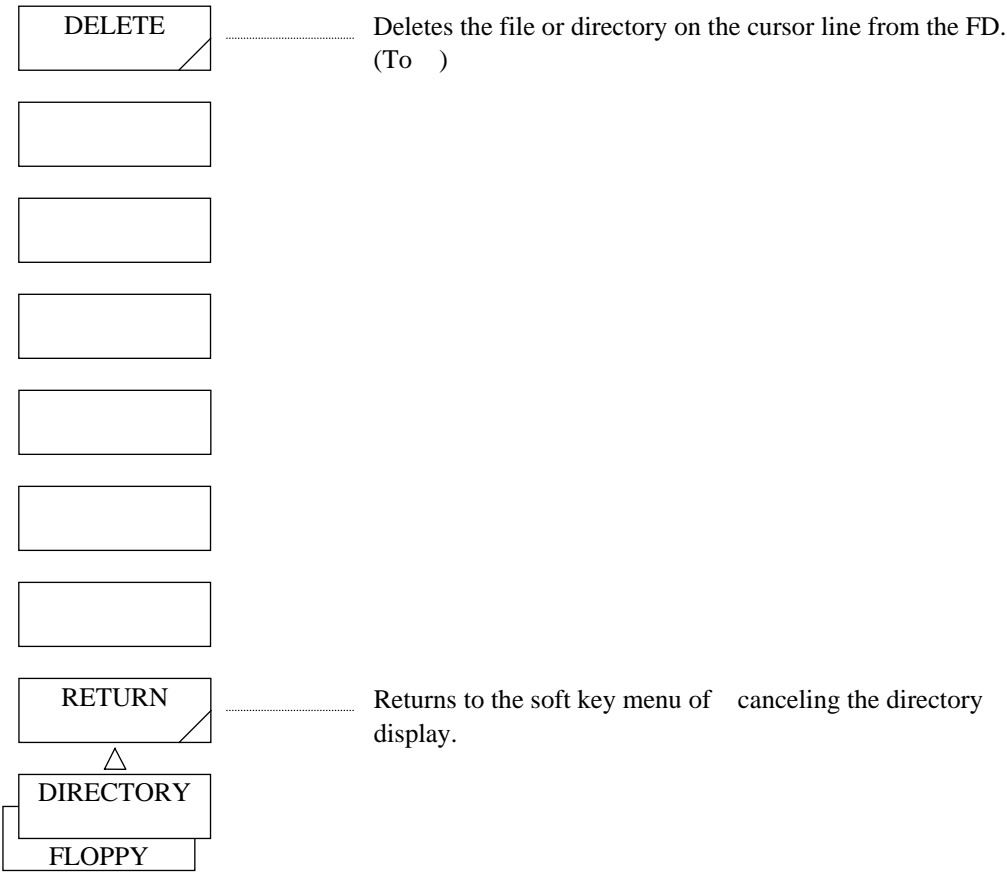 DELETE
Deletes the file or directory on the cursor line from the FD.
(To    )
RETURN
Returns to the soft key menu of    canceling the directory
display.
DIRECTORY
FLOPPY